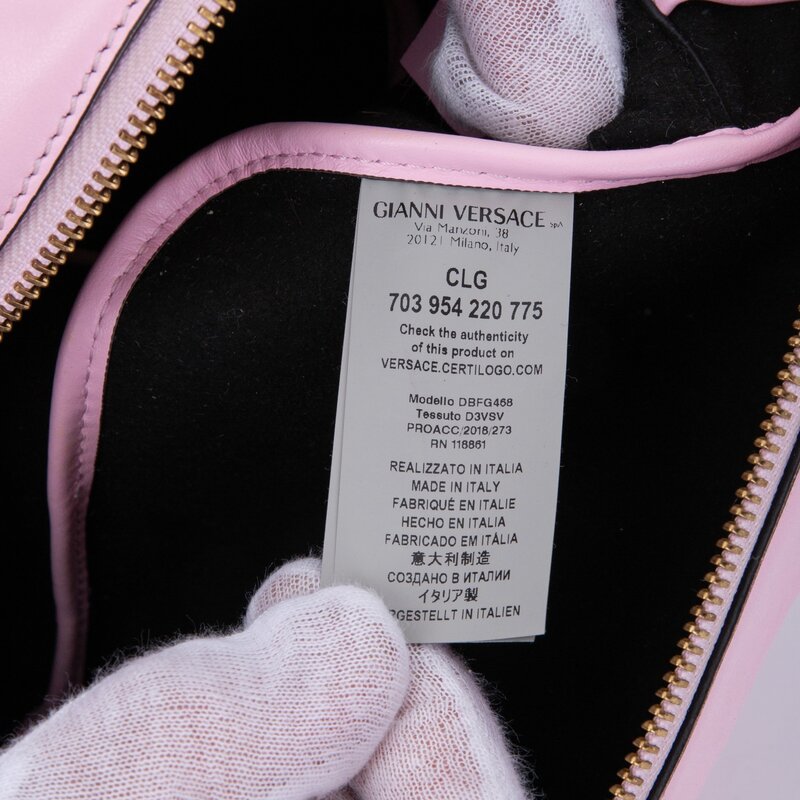 GIANNI VERSACE SpA
Via Manzoni, 38
20121 Milano, Italy
CLG
703 954 220 775
Check the authenticity
of this product on
VERSACE.CERTILOGO.COM
Modello DBFG468
Tessuto D3VSV
PROACC/2018/273
RN 118861
REALIZZATO IN ITALIA
MADE IN ITALY
FABRIQUÉ EN ITALIE
HECHO EN ITALIA
FABRICADO EM ITÀLIA
意大利制造
СОЗДАНО В ИТАЛИИ
イタリア製
RGESTELLT IN ITALIEN